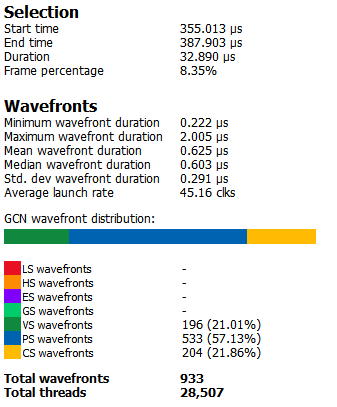 Selection
Start time 355.013 µs
End time 387.903 µs
Duration 32.890 µs
Frame percentage 8.35%
Wavefronts
Minimum wavefront duration 0.222 µs
Maximum wavefront duration 2.005 µs
Mean wavefront duration 0.625 µs
Median wavefront duration 0.603 µs
Std. dev wavefront duration 0.291 µs
Average launch rate 45.16 clks
GCN wavefront distribution:
LS wavefronts -
HS wavefronts -
ES wavefronts -
GS wavefronts -
VS wavefronts 196 (21.01%)
PS wavefronts 533 (57.13%)
CS wavefronts 204 (21.86%)
Total wavefronts 933
Total threads 28,507